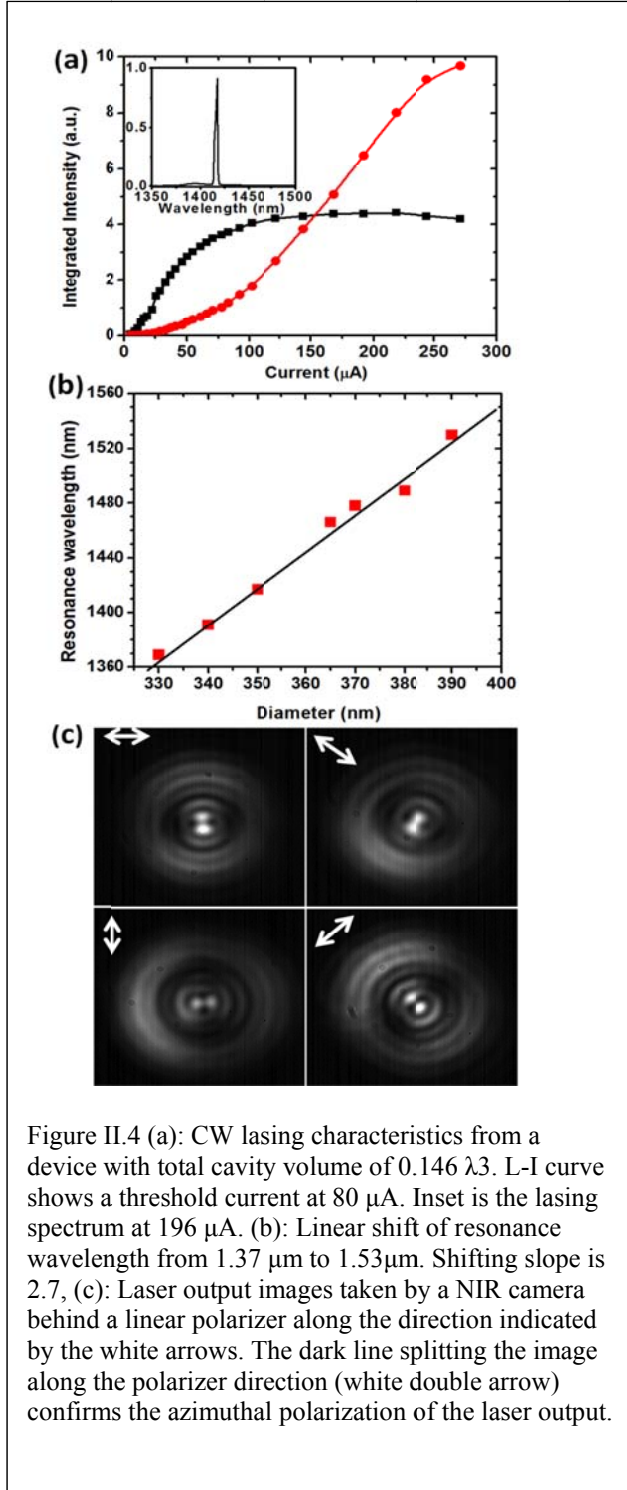 (a)
10
8
6
4
2
0
Integrated Intensity (a.u.)
1.0
0.5
0.0
1350 1400 1450 1500
Wavelength (nm)
0 50 100 150 200 250 300
Current (μA)
(b)
1560
1520
1480
1440
1400
1360
Resonance wavelength (nm)
330 340 350 360 370 380 390 400
Diameter (nm)
(c)
Figure II.4 (a): CW lasing characteristics from a
device with total cavity volume of 0.146 λ3. L-I curve
shows a threshold current at 80 μA. Inset is the lasing
spectrum at 196 μA. (b): Linear shift of resonance
wavelength from 1.37 μm to 1.53μm. Shifting slope is
2.7, (c): Laser output images taken by a NIR camera
behind a linear polarizer along the direction indicated
by the white arrows. The dark line splitting the image
along the polarizer direction (white double arrow)
confirms the azimuthal polarization of the laser output.